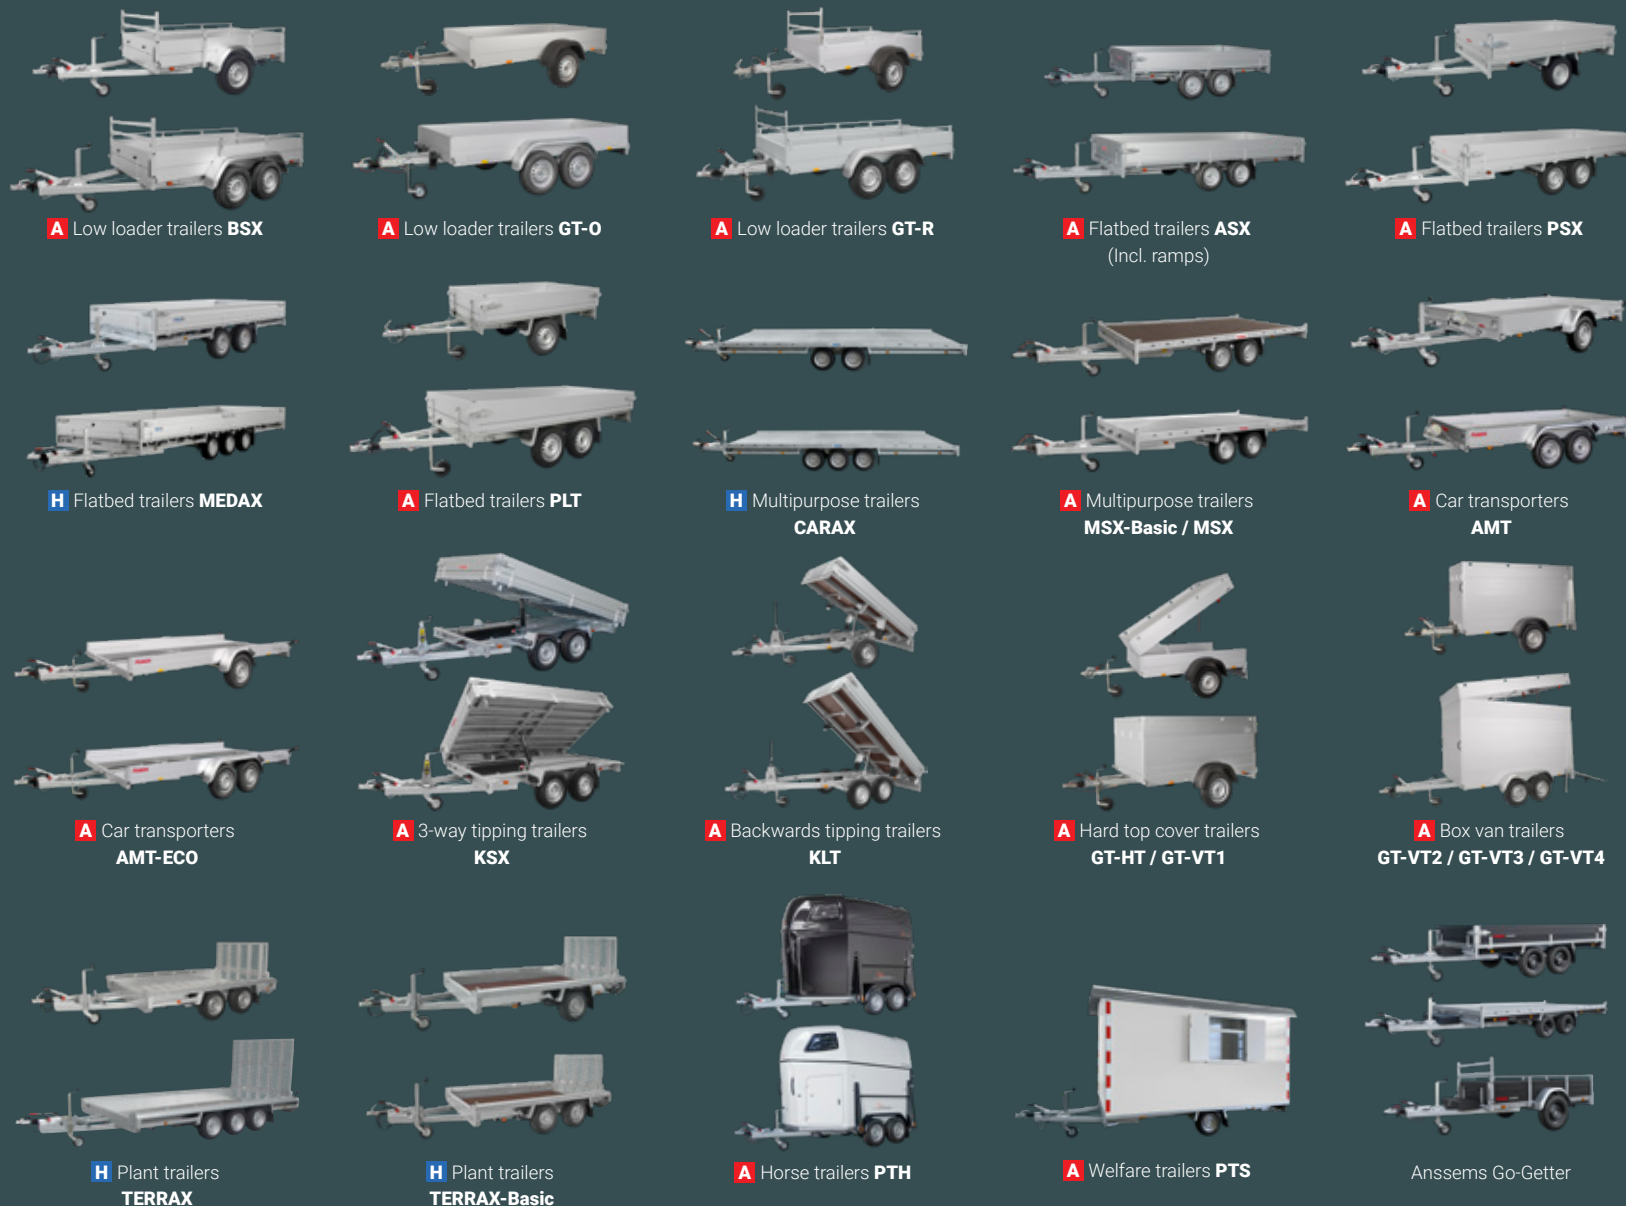 A Low loader trailers BSX
A Low loader trailers GT-O
A Low loader trailers GT-R
A Flatbed trailers ASX
(Incl. ramps)
A Flatbed trailers PSX
H Flatbed trailers MEDAX
A Flatbed trailers PLT
H Multipurpose trailers
CARAX
A Multipurpose trailers
MSX-Basic / MSX
A Car transporters
AMT
A Car transporters
AMT-ECO
A 3-way tipping trailers
KSX
A Backwards tipping trailers
KLT
A Hard top cover trailers
GT-HT / GT-VT1
A Box van trailers
GT-VT2 / GT-VT3 / GT-VT4
H Plant trailers
TERRAX
H Plant trailers
TERRAX-Basic
A Horse trailers PTH
A Welfare trailers PTS
Anssems Go-Getter